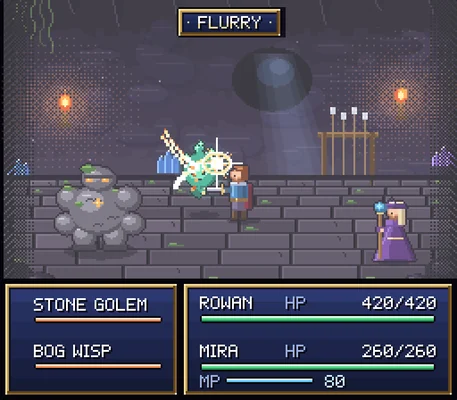 · FLURRY ·
STONE GOLEM
BOG WISP
ROWAN HP 420/420
MIRA HP 260/260
MP 80